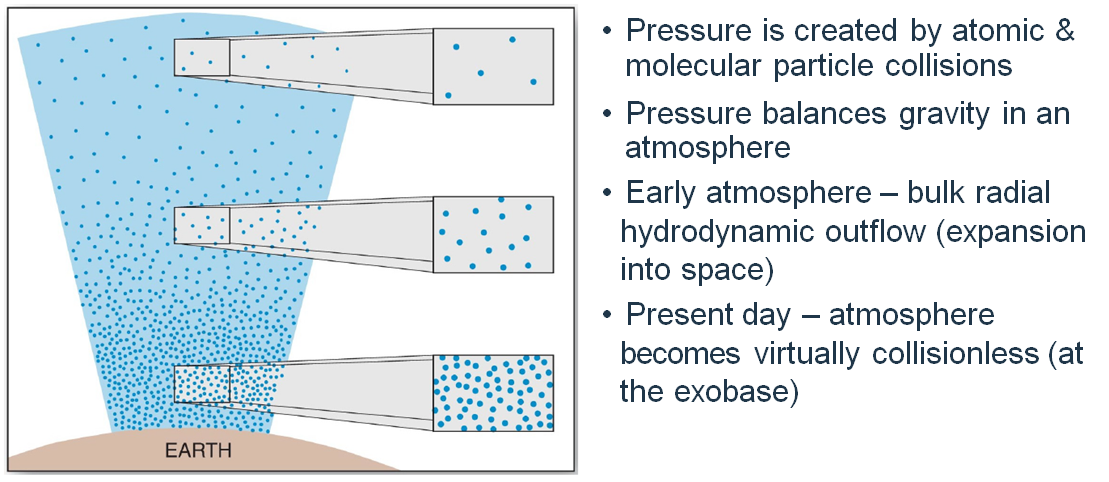 EARTH
• Pressure is created by atomic &
molecular particle collisions
• Pressure balances gravity in an
atmosphere
• Early atmosphere – bulk radial
hydrodynamic outflow (expansion
into space)
• Present day – atmosphere
becomes virtually collisionless (at
the exobase)